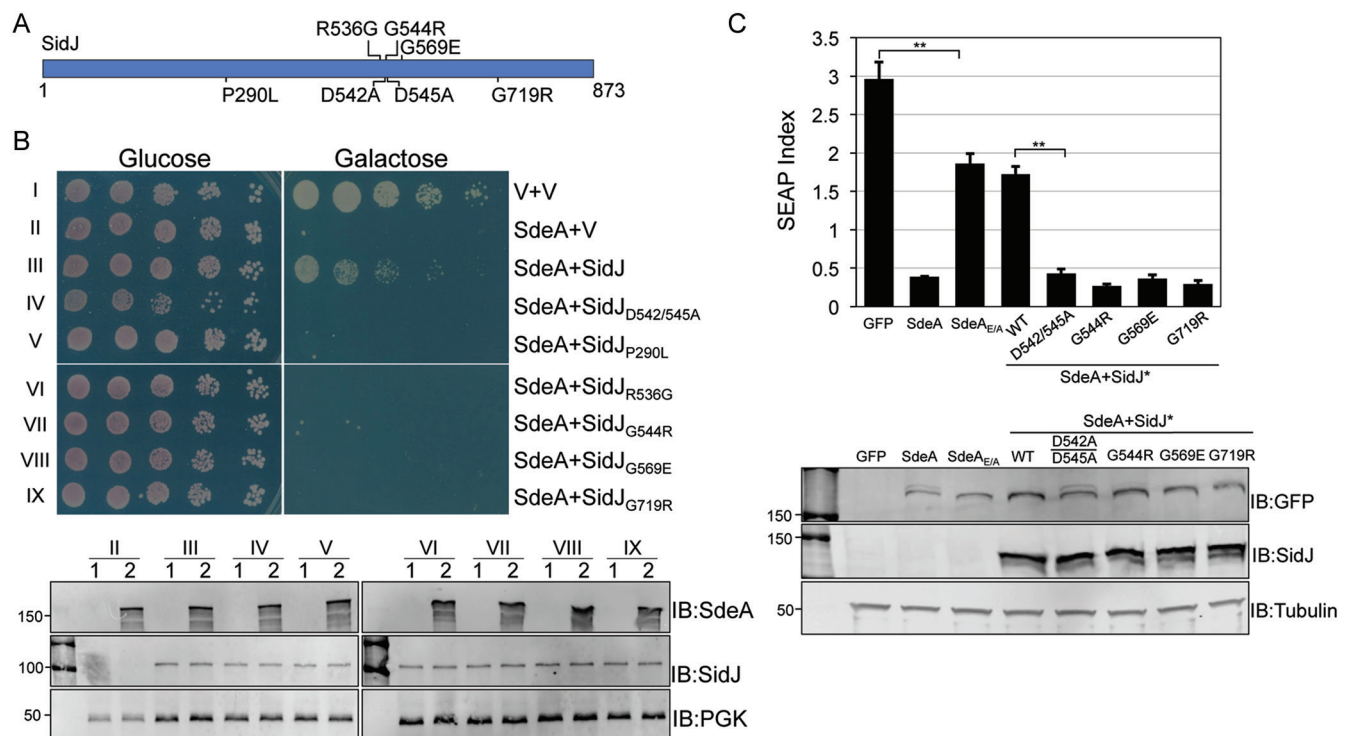 A
SidJ
R536G G544R
G569E
1 P290L D542A D545A G719R 873
B
Glucose Galactose
I V+V
II SdeA+V
III SdeA+SidJ
IV SdeA+SidJD542/545A
V SdeA+SidJP290L
VI SdeA+SidJR536G
VII SdeA+SidJG544R
VIII SdeA+SidJG569E
IX SdeA+SidJG719R
II III IV V VI VII VIII IX
1 2 1 2 1 2 1 2 1 2 1 2 1 2 1 2
150 IB:SdeA
100 IB:SidJ
50 IB:PGK
C
SEAP Index
3.5
3
2.5
2
1.5
1
0.5
0
**
**
GFP SdeA SdeAE/A WT D542/545A G544R G569E G719R
SdeA+SidJ*
SdeA+SidJ*
GFP SdeA SdeAE/A WT D542A D545A G544R G569E G719R
150 IB:GFP
150 IB:SidJ
50 IB:Tubulin